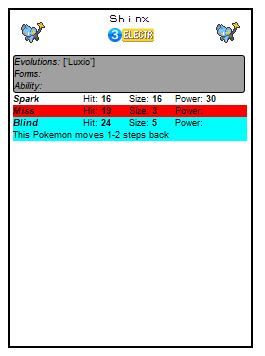 Shinx
3 ELECTR
Evolutions: ['Luxio']
Forms:
Ability:
Spark Hit: 16 Size: 16 Power: 30
Miss Hit: 19 Size: 3 Power:
Blind Hit: 24 Size: 5 Power:
This Pokemon moves 1-2 steps back